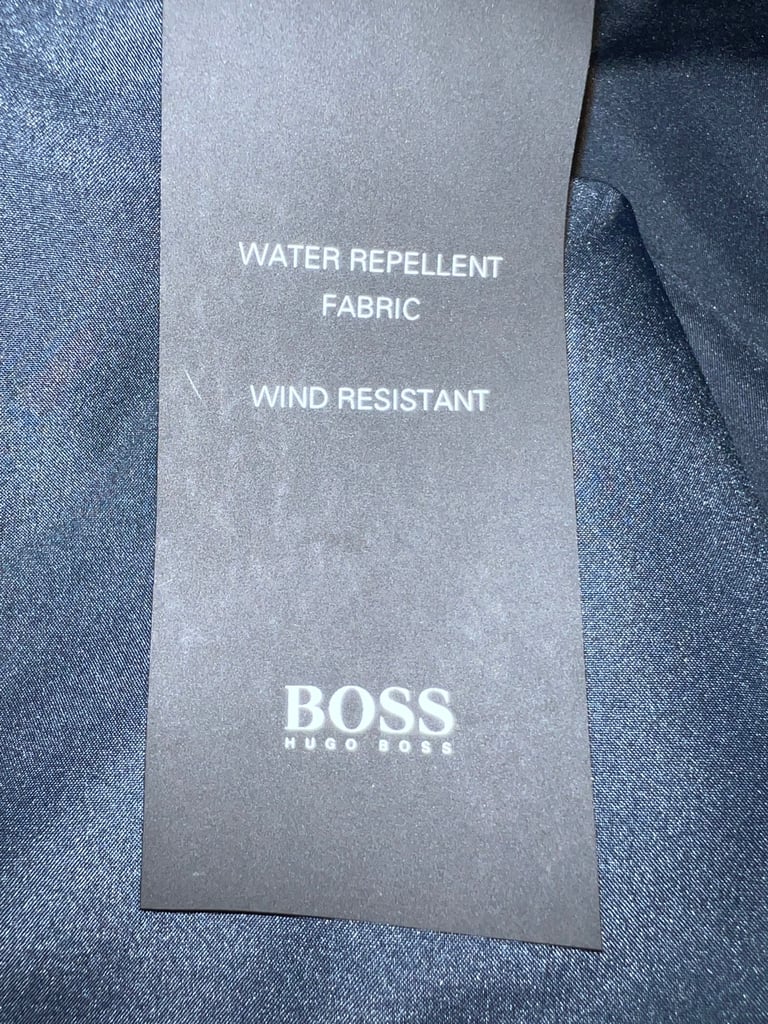 WATER REPELLENT
FABRIC
WIND RESISTANT
BOSS
HUGO BOSS